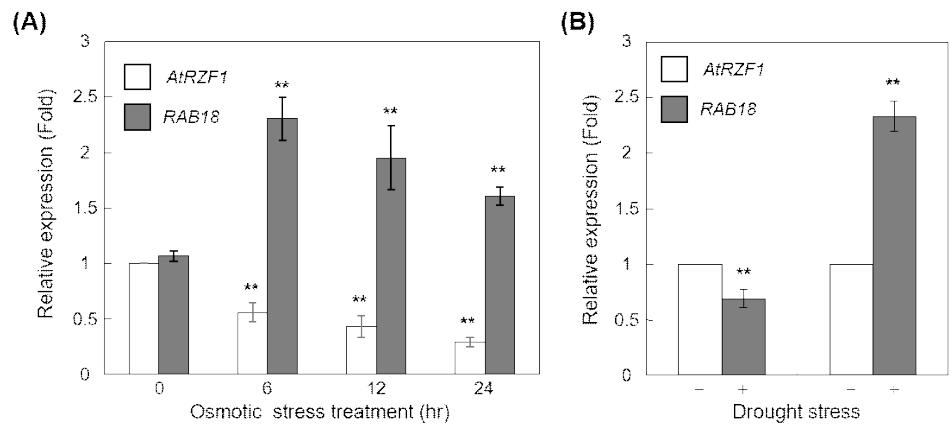 (A)
Relative expression (Fold)
3
2.5
2
1.5
1
0.5
0
AtRZF1
RAB18
**
**
**
**
**
**
0 6 12 24
Osmotic stress treatment (hr)
(B)
Relative expression (Fold)
3
2.5
2
1.5
1
0.5
0
AtRZF1
RAB18
**
**
− + − +
Drought stress